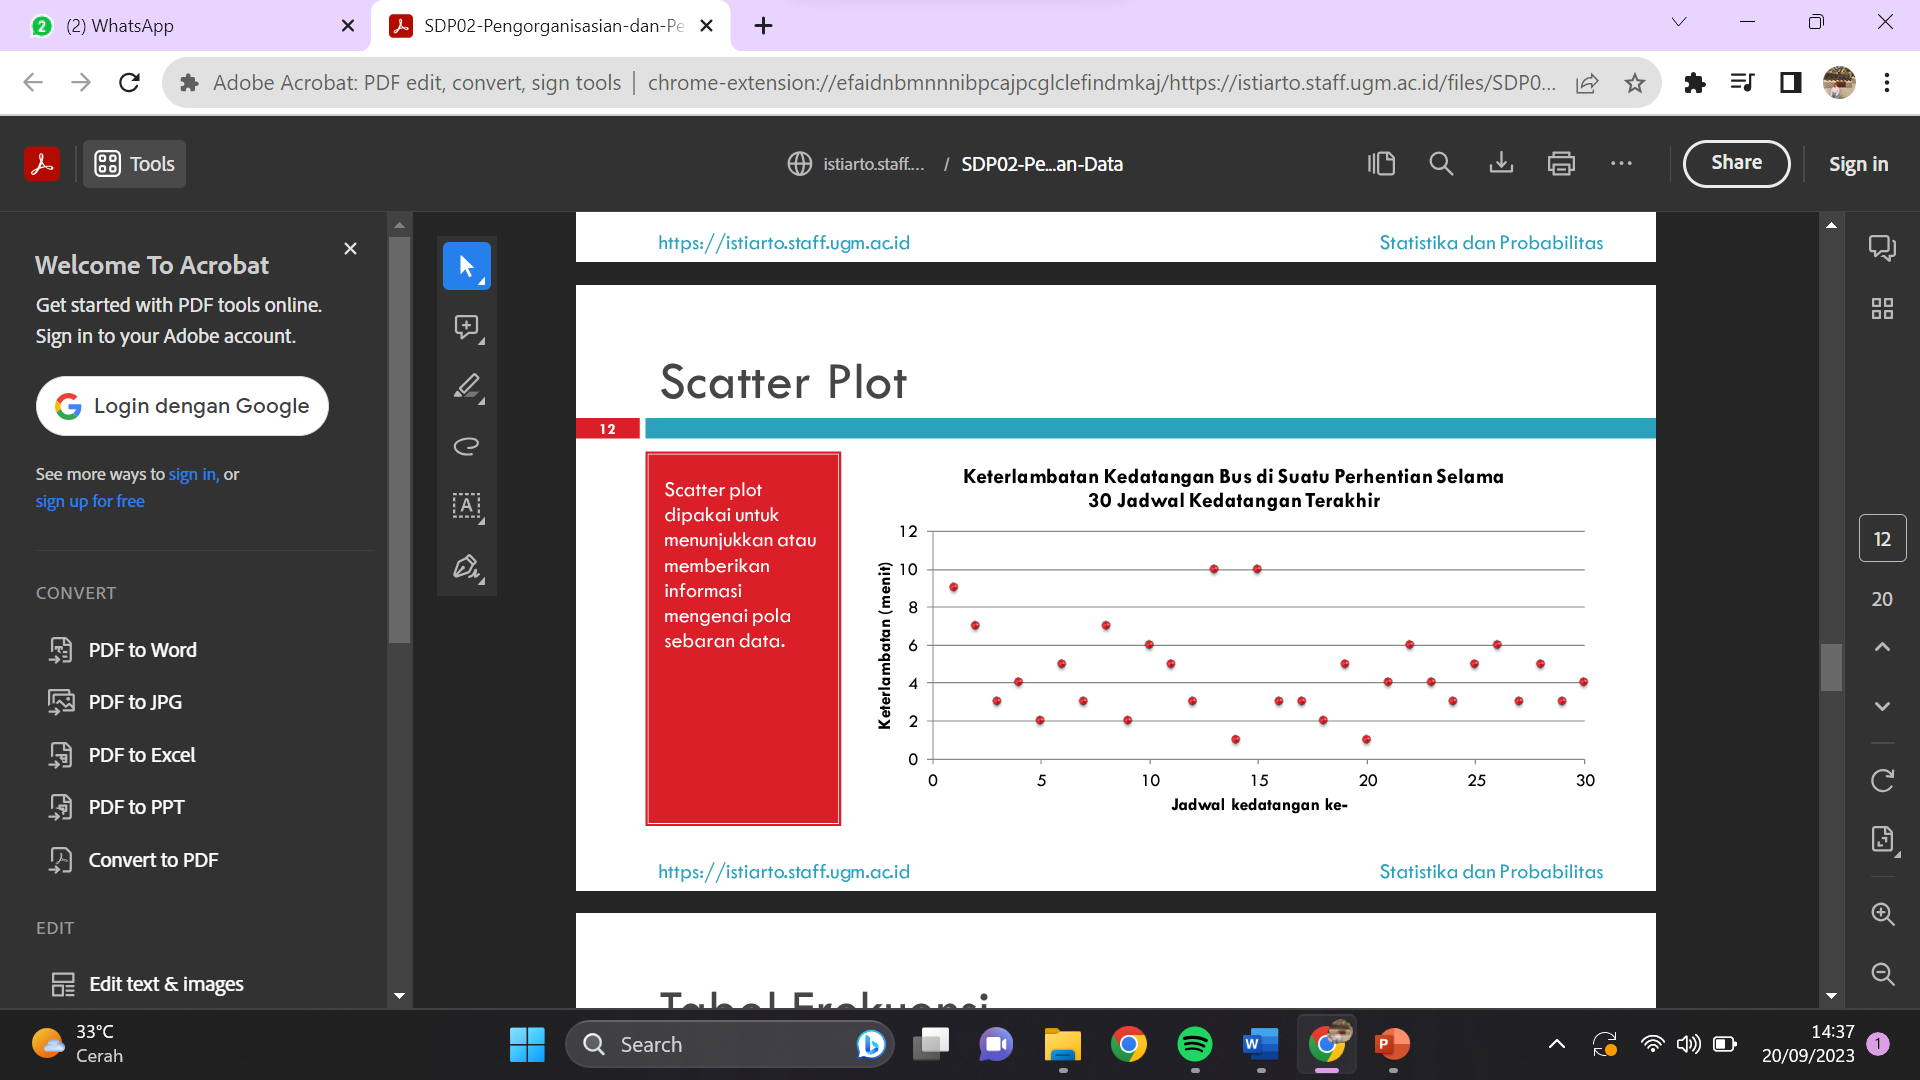 2
(2) WhatsApp
SDP02-Pengorganisasian-dan-Pe
Adobe Acrobat: PDF edit, convert, sign tools | chrome-extension://efaidnbmnnnibpcajpcglclefindmkaj/https://istiarto.staff.ugm.ac.id/files/SDP0...
Tools
istiarto.staff.... / SDP02-Pe...an-Data
Share
Sign in
Welcome To Acrobat
Get started with PDF tools online.
Sign in to your Adobe account.
Login dengan Google
See more ways to sign in, or
sign up for free
CONVERT
PDF to Word
PDF to JPG
PDF to Excel
PDF to PPT
Convert to PDF
EDIT
Edit text & images
https://istiarto.staff.ugm.ac.id
Statistika dan Probabilitas
Scatter Plot
12
Scatter plot
dipakai untuk
menunjukkan atau
memberikan
informasi
mengenai pola
sebaran data.
Keterlambatan Kedatangan Bus di Suatu Perhentian Selama
30 Jadwal Kedatangan Terakhir
Keterlambatan (menit)
12
10
8
6
4
2
0
0 5 10 15 20 25 30
Jadwal kedatangan ke-
https://istiarto.staff.ugm.ac.id
Statistika dan Probabilitas
Tabel Frekuensi
12
20
33°C
Cerah
Search
14:37
20/09/2023
1